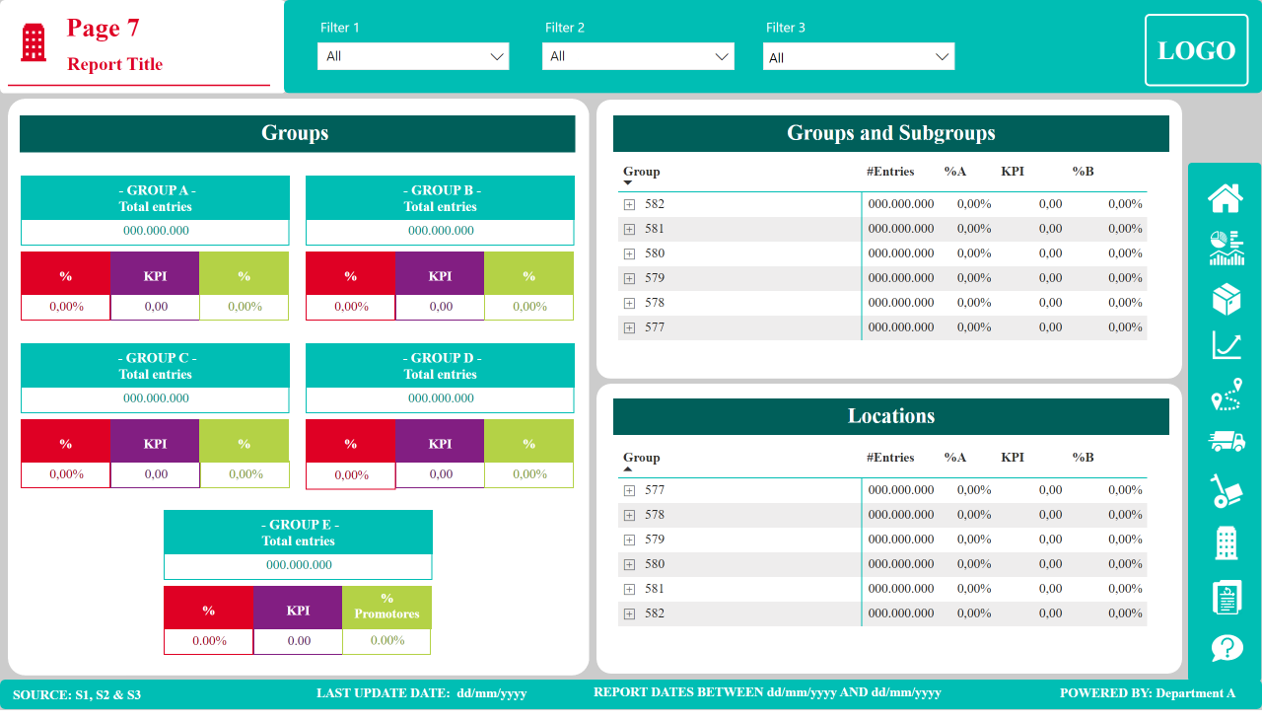 Page 7
Report Title
Filter 1
All
Filter 2
All
Filter 3
All
LOGO
Groups
- GROUP A -
Total entries
000.000.000
% KPI %
0,00% 0,00 0,00%
- GROUP B -
Total entries
000.000.000
% KPI %
0,00% 0,00 0,00%
- GROUP C -
Total entries
000.000.000
% KPI %
0,00% 0,00 0,00%
- GROUP D -
Total entries
000.000.000
% KPI %
0,00% 0,00 0,00%
- GROUP E -
Total entries
000.000.000
% KPI % Promotores
0.00% 0.00 0.00%
Groups and Subgroups
Group #Entries %A KPI %B
582 000.000.000 0,00% 0,00 0,00%
581 000.000.000 0,00% 0,00 0,00%
580 000.000.000 0,00% 0,00 0,00%
579 000.000.000 0,00% 0,00 0,00%
578 000.000.000 0,00% 0,00 0,00%
577 000.000.000 0,00% 0,00 0,00%
Locations
Group #Entries %A KPI %B
577 000.000.000 0,00% 0,00 0,00%
578 000.000.000 0,00% 0,00 0,00%
579 000.000.000 0,00% 0,00 0,00%
580 000.000.000 0,00% 0,00 0,00%
581 000.000.000 0,00% 0,00 0,00%
582 000.000.000 0,00% 0,00 0,00%
SOURCE: S1, S2 & S3
LAST UPDATE DATE: dd/mm/yyyy
REPORT DATES BETWEEN dd/mm/yyyy AND dd/mm/yyyy
POWERED BY: Department A